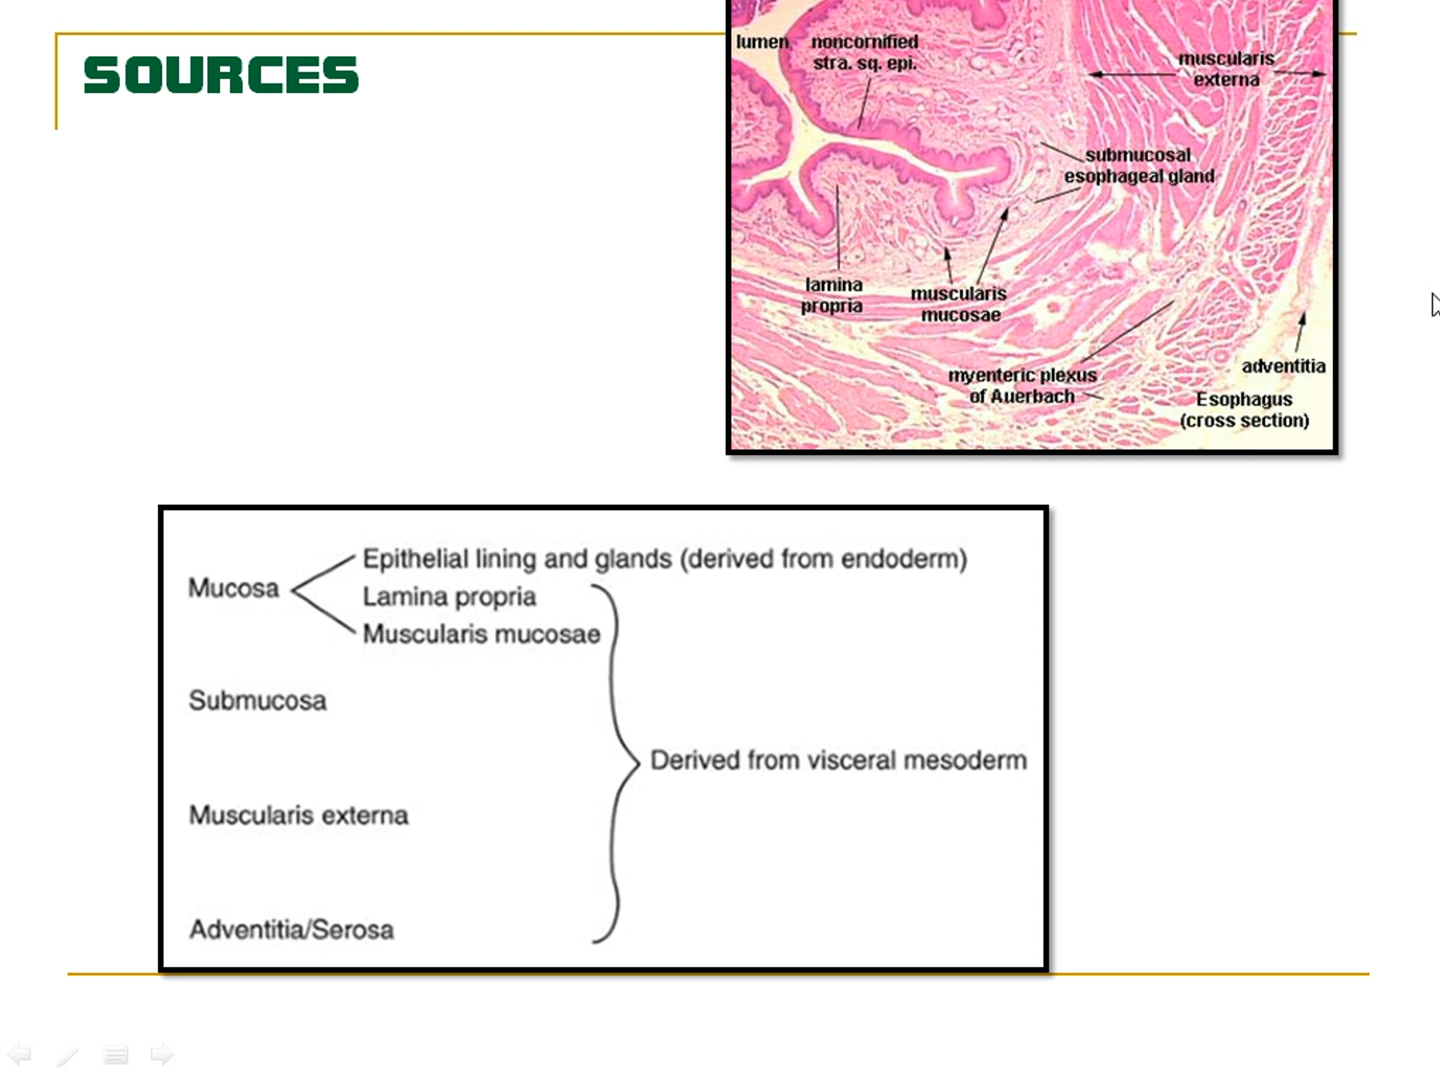 SOURCES
lumen
noncornified
stra. sq. epi.
muscularis
externa
submucosal
esophageal gland
lamina
propria
muscularis
mucosae
myenteric plexus
of Auerbach
adventitia
Esophagus
(cross section)
Mucosa
Epithelial lining and glands (derived from endoderm)
Lamina propria
Muscularis mucosae
Submucosa
Derived from visceral mesoderm
Muscularis externa
Adventitia/Serosa